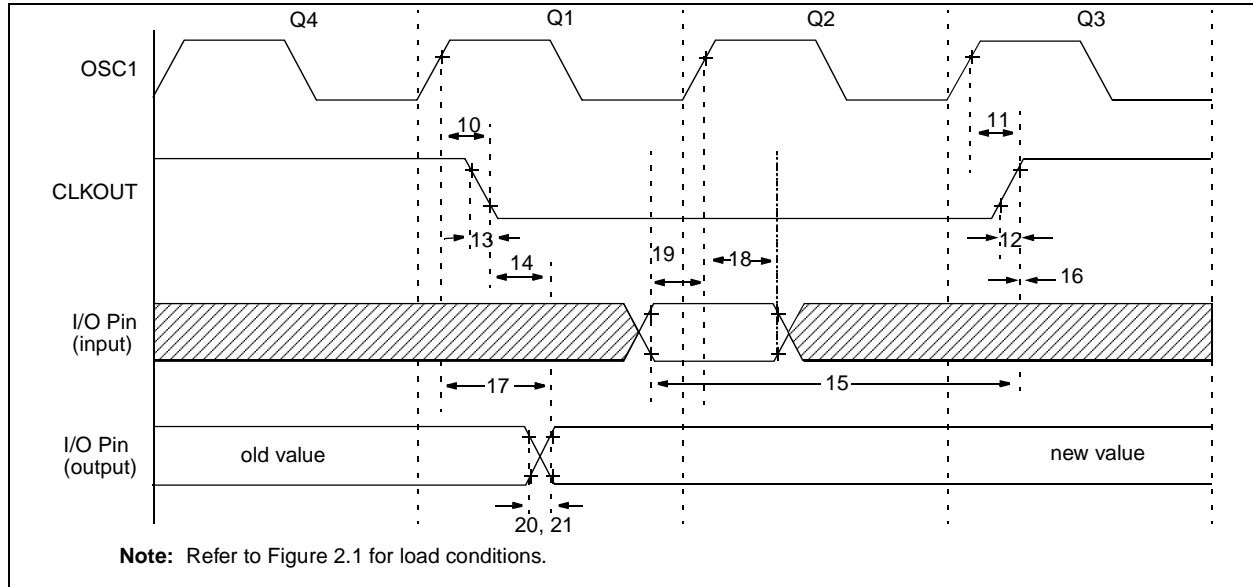 Q4 Q1 Q2 Q3
OSC1
10 11
CLKOUT
13 12
14 19 18 16
I/O Pin
(input)
17 15
I/O Pin
(output)
old value new value
20, 21
Note: Refer to Figure 2.1 for load conditions.